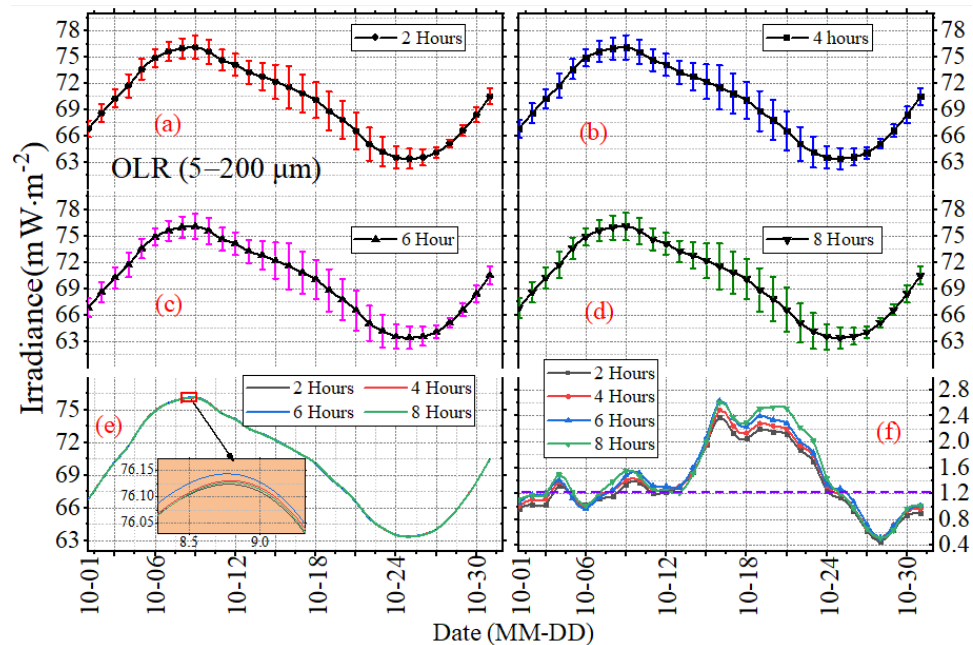 Irradiance(mW·m-2)
78
75
72
69
66
63
2 Hours
(a)
OLR (5–200 μm)
4 hours
(b)
78
75
72
69
66
63
78
75
72
69
66
63
6 Hour
(c)
8 Hours
(d)
78
75
72
69
66
63
75
72
69
66
63
(e)
2 Hours 4 Hours
6 Hours 8 Hours
76.15
76.10
76.05
8.5 9.0
2 Hours
4 Hours
6 Hours
8 Hours
(f)
2.8
2.4
2.0
1.6
1.2
0.8
0.4
10-01 10-06 10-12 10-18 10-24 10-30
10-01 10-06 10-12 10-18 10-24 10-30
Date (MM-DD)